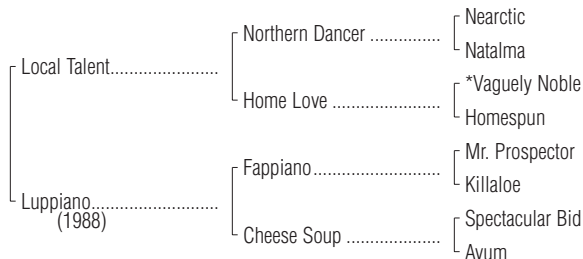 Nearctic
Northern Dancer ...............
Natalma
Local Talent.......................
*Vaguely Noble
Home Love .......................
Homespun
Mr. Prospector
Fappiano...........................
Killaloe
Luppiano...........................
(1988)
Spectacular Bid
Cheese Soup ....................
Avum